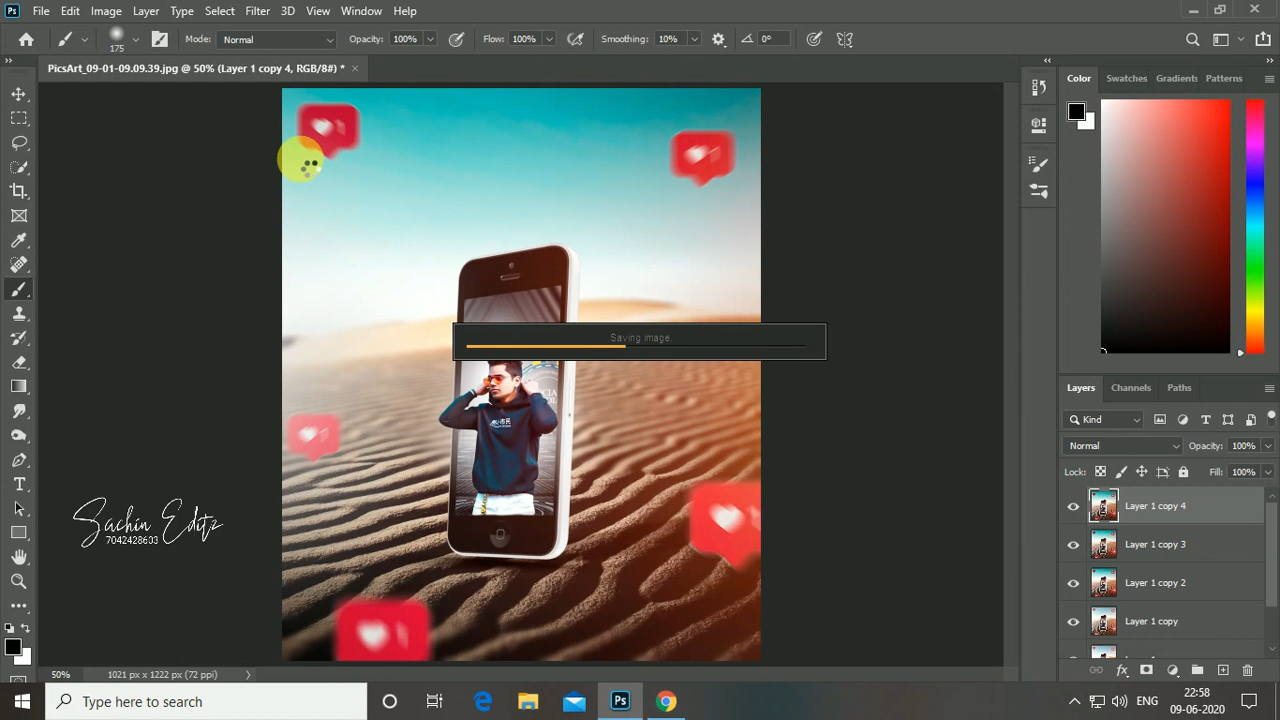 Ps File Edit Image Layer Type Select Filter 3D View Window Help
175 Mode: Normal Opacity: 100% Flow: 100% Smoothing: 10% 0°
PicsArt_09-01-09.09.39.jpg @ 50% (Layer 1 copy 4, RGB/8#) * ×
Color Swatches Gradients Patterns
Saving image.
Layers Channels Paths
Kind
Normal Opacity: 100%
Lock: Fill: 100%
Layer 1 copy 4
Layer 1 copy 3
Layer 1 copy 2
Layer 1 copy
Sachin Editz
7042428603
50% 1021 px x 1222 px (72 ppi)
Type here to search
Ps
ENG
22:58
09-06-2020